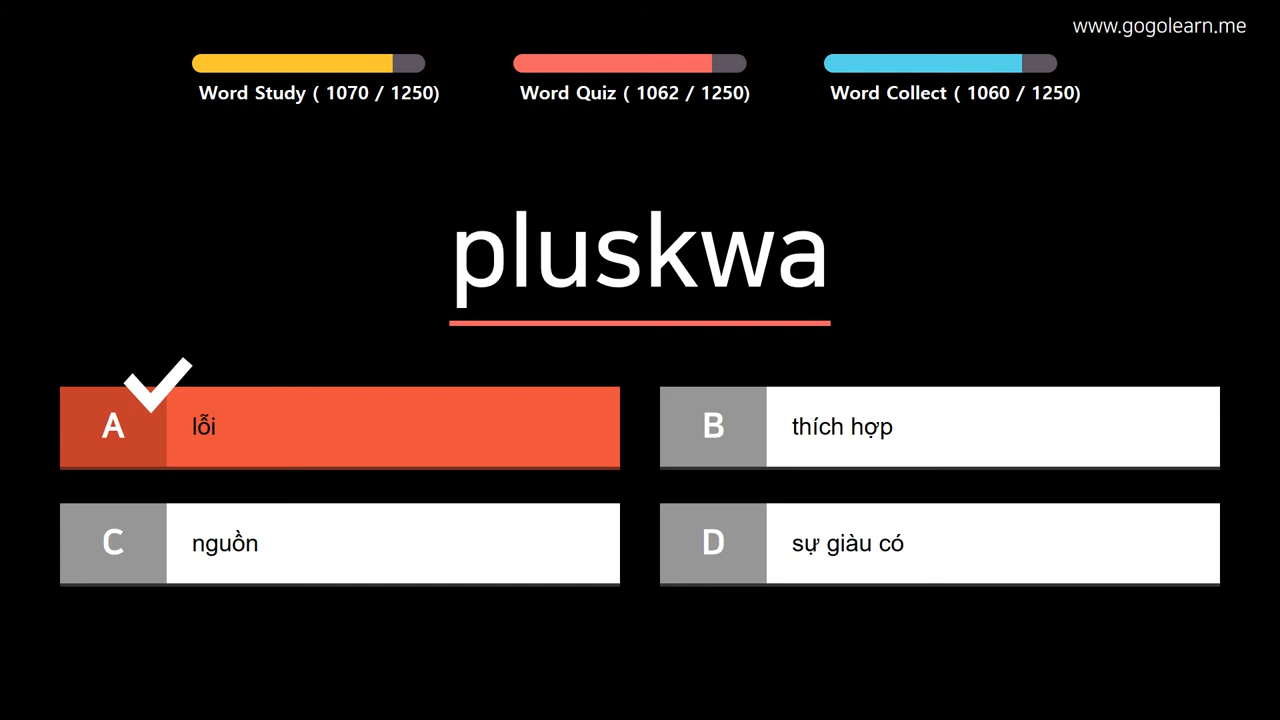 www.gogolearn.me
Word Study ( 1070 / 1250)
Word Quiz ( 1062 / 1250)
Word Collect ( 1060 / 1250)
pluskwa
A
lỗi
B
thích hợp
C
nguồn
D
sự giàu có